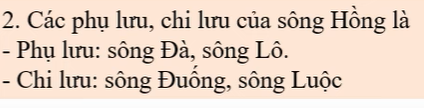 2. Các phụ lưu, chi lưu của sông Hồng là
- Phụ lưu: sông Đà, sông Lô.
- Chi lưu: sông Đuống, sông Luộc